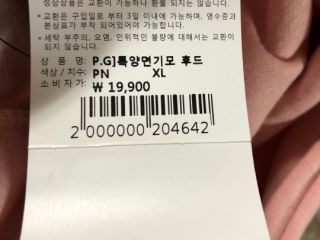 정상상품은 교환이 가능하나 환불은 되지 않습니다.
* 교환은 구입일로 부터 3일 이내에 가능하며, 영수증과
본상표가 부착 되어있어야 가능합니다.
* 세탁 부주의, 오염, 인위적인 불량에 대해서는 교환이
되지 않습니다.
상 품 명: P.G]특양면기모 후드
색상 / 치수: PN XL
소 비 자 가: ₩ 19,900
2 000000 204642